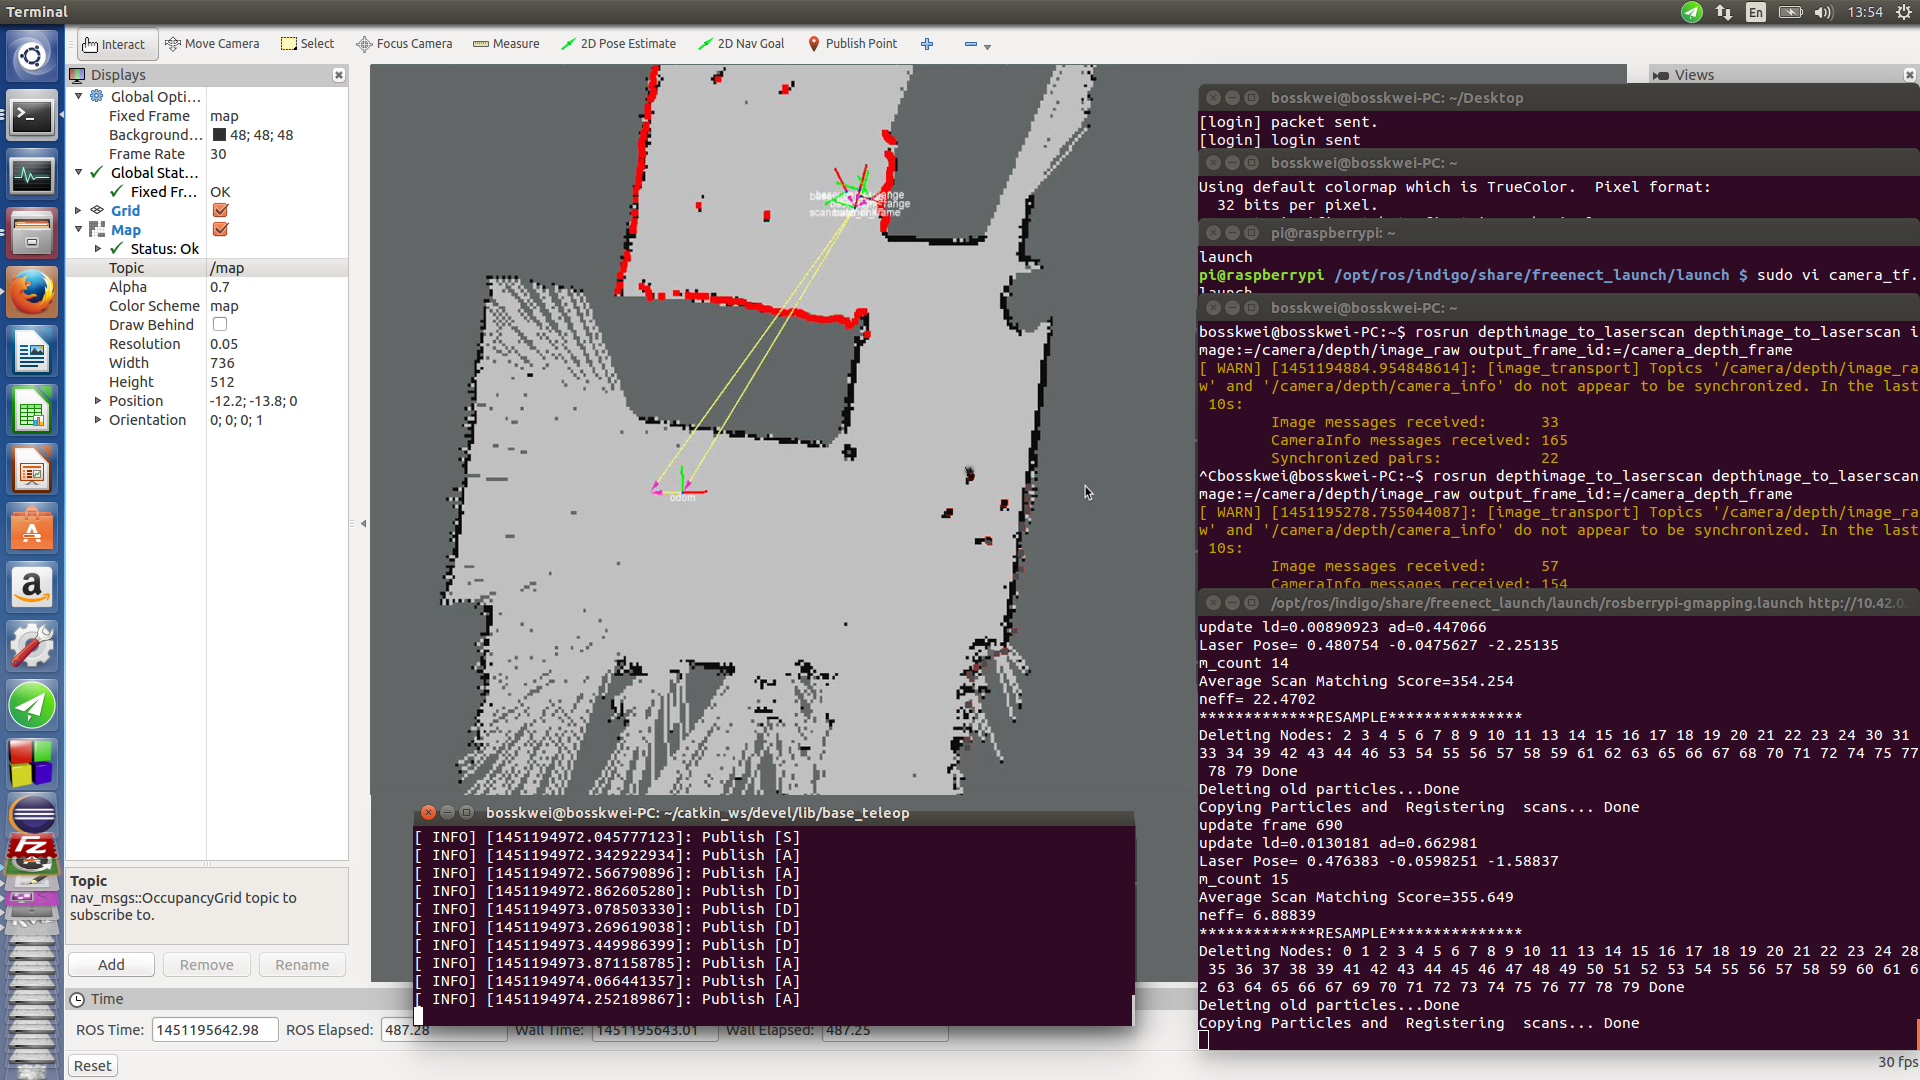 Terminal
En
13:54
Interact
Move Camera
Select
Focus Camera
Measure
2D Pose Estimate
2D Nav Goal
Publish Point
Displays
Global Opti...
Fixed Frame map
Background... 48; 48; 48
Frame Rate 30
Global Stat...
Fixed Fr... OK
Grid
Map
Status: Ok
Topic /map
Alpha 0.7
Color Scheme map
Draw Behind
Resolution 0.05
Width 736
Height 512
Position -12.2; -13.8; 0
Orientation 0; 0; 0; 1
Topic
nav_msgs::OccupancyGrid topic to
subscribe to.
Add
Remove
Rename
Time
ROS Time: 1451195642.98
ROS Elapsed: 487.28
Wall Time: 1451195643.01
Wall Elapsed: 487.25
Reset
30 fps
odom
Views
bosskwei@bosskwei-PC: ~/Desktop
[login] packet sent.
[login] login sent
bosskwei@bosskwei-PC: ~
Using default colormap which is TrueColor.  Pixel format:
32 bits per pixel.
pi@raspberrypi: ~
launch
pi@raspberrypi /opt/ros/indigo/share/freenect_launch/launch $ sudo vi camera_tf.
launch
bosskwei@bosskwei-PC: ~
bosskwei@bosskwei-PC:~$ rosrun depthimage_to_laserscan depthimage_to_laserscan i
mage:=/camera/depth/image_raw output_frame_id:=/camera_depth_frame
[ WARN] [1451194884.954848614]: [image_transport] Topics '/camera/depth/image_ra
w' and '/camera/depth/camera_info' do not appear to be synchronized. In the last
10s:
Image messages received: 33
CameraInfo messages received: 165
Synchronized pairs: 22
^Cbosskwei@bosskwei-PC:~$ rosrun depthimage_to_laserscan depthimage_to_laserscan
mage:=/camera/depth/image_raw output_frame_id:=/camera_depth_frame
[ WARN] [1451195278.755044087]: [image_transport] Topics '/camera/depth/image_ra
w' and '/camera/depth/camera_info' do not appear to be synchronized. In the last
10s:
Image messages received: 57
CameraInfo messages received: 154
/opt/ros/indigo/share/freenect_launch/launch/rosberrypi-gmapping.launch http://10.42.0.
update ld=0.00890923 ad=0.447066
Laser Pose= 0.480754 -0.0475627 -2.25135
m_count 14
Average Scan Matching Score=354.254
neff= 22.4702
*************RESAMPLE***************
Deleting Nodes: 2 3 4 5 6 7 8 9 10 11 13 14 15 16 17 18 19 20 21 22 23 24 30 31
33 34 39 42 43 44 46 53 54 55 56 57 58 59 61 62 63 65 66 67 68 70 71 72 74 75 77
78 79 Done
Deleting old particles...Done
Copying Particles and  Registering  scans... Done
update frame 690
update ld=0.0130181 ad=0.662981
Laser Pose= 0.476383 -0.0598251 -1.58837
m_count 15
Average Scan Matching Score=355.649
neff= 6.88839
*************RESAMPLE***************
Deleting Nodes: 0 1 2 3 4 5 6 7 8 9 10 11 13 14 15 16 17 18 19 20 21 22 23 24 28
35 36 37 38 39 41 42 43 44 45 46 47 48 49 50 51 52 53 54 55 56 57 58 59 60 61 6
2 63 64 65 66 67 69 70 71 72 73 74 75 76 77 78 79 Done
Deleting old particles...Done
Copying Particles and  Registering  scans... Done
bosskwei@bosskwei-PC: ~/catkin_ws/devel/lib/base_teleop
[ INFO] [1451194972.045777123]: Publish [S]
[ INFO] [1451194972.342922934]: Publish [A]
[ INFO] [1451194972.566790896]: Publish [A]
[ INFO] [1451194972.862605280]: Publish [D]
[ INFO] [1451194973.078503330]: Publish [D]
[ INFO] [1451194973.269619038]: Publish [D]
[ INFO] [1451194973.449986399]: Publish [D]
[ INFO] [1451194973.871158785]: Publish [A]
[ INFO] [1451194974.066441357]: Publish [A]
[ INFO] [1451194974.252189867]: Publish [A]